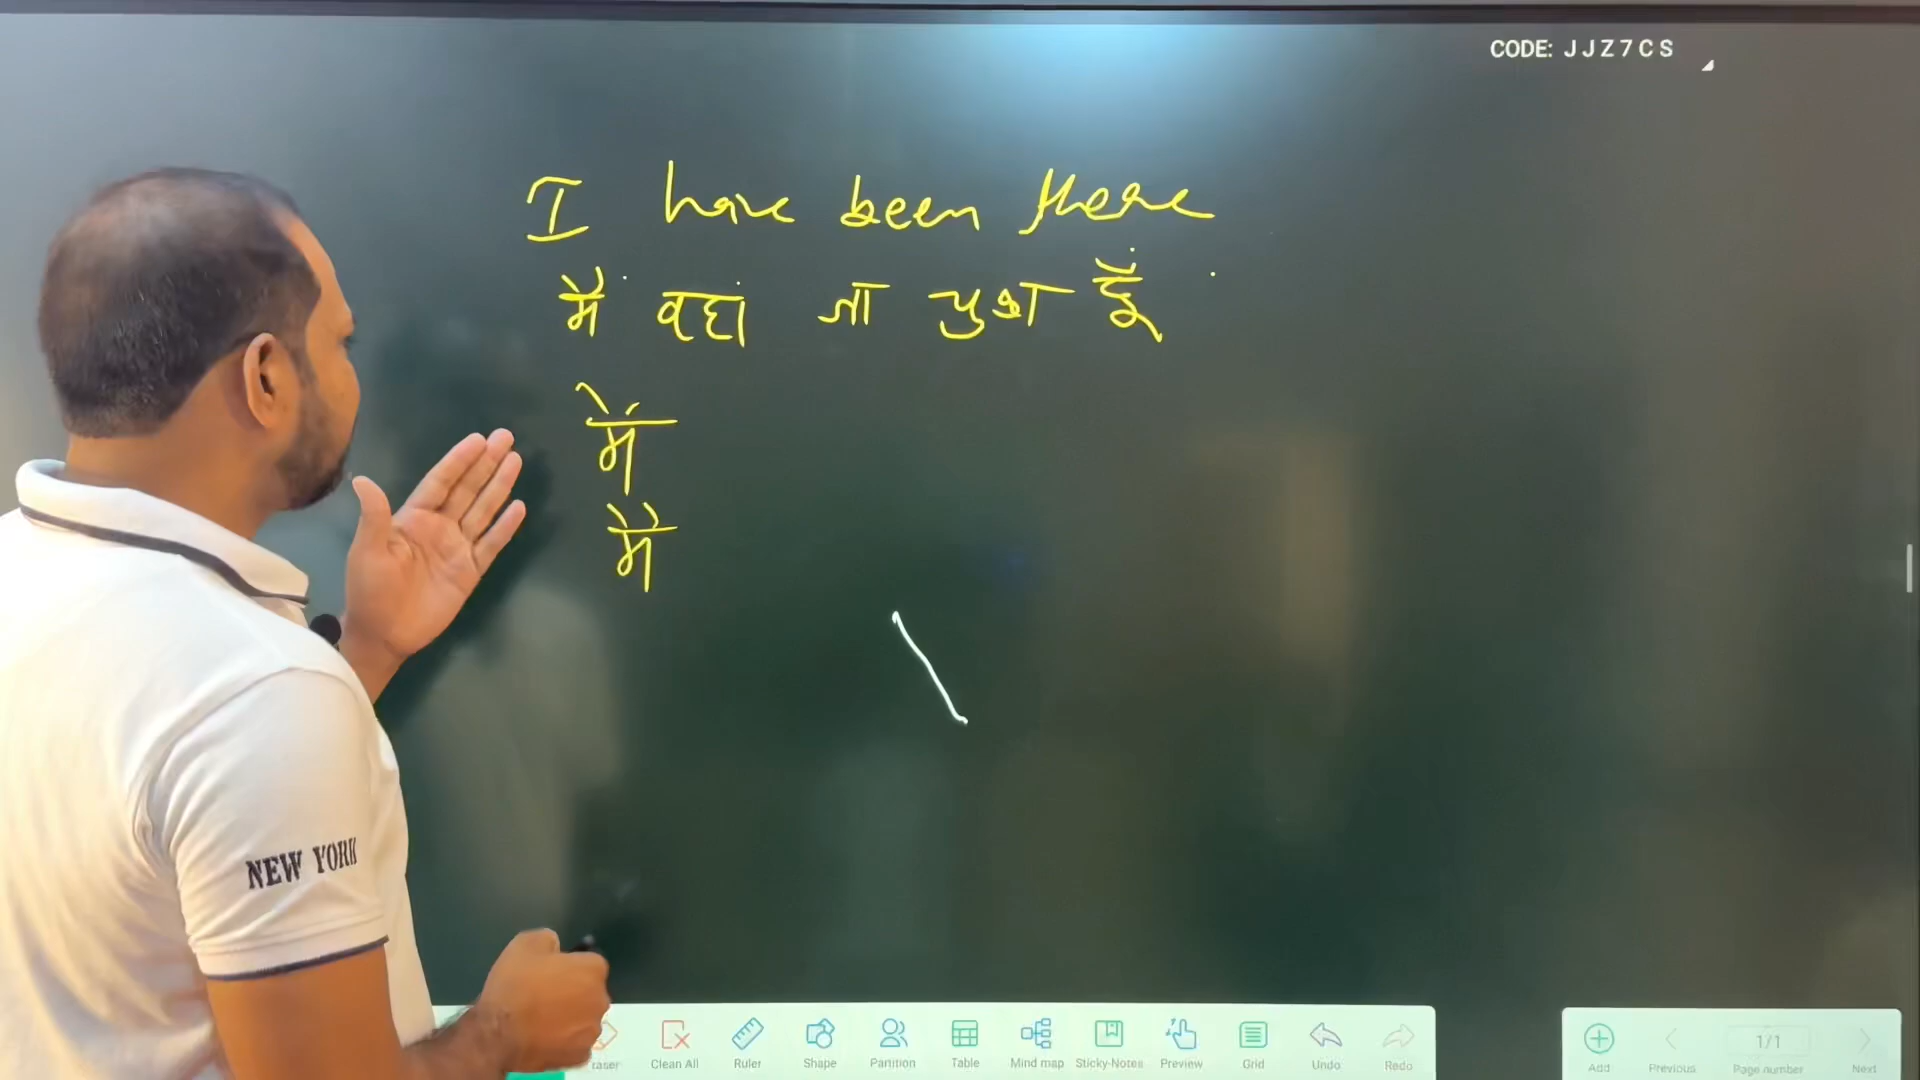 CODE: JJZ7CS
I have been there
मैं वहां जा चुका हूँ
में
मे
NEW YORK
Eraser
Clean All
Ruler
Shape
Partition
Table
Mind map
Sticky-Notes
Preview
Grid
Undo
Redo
Add
Previous
1/1
Page number
Next